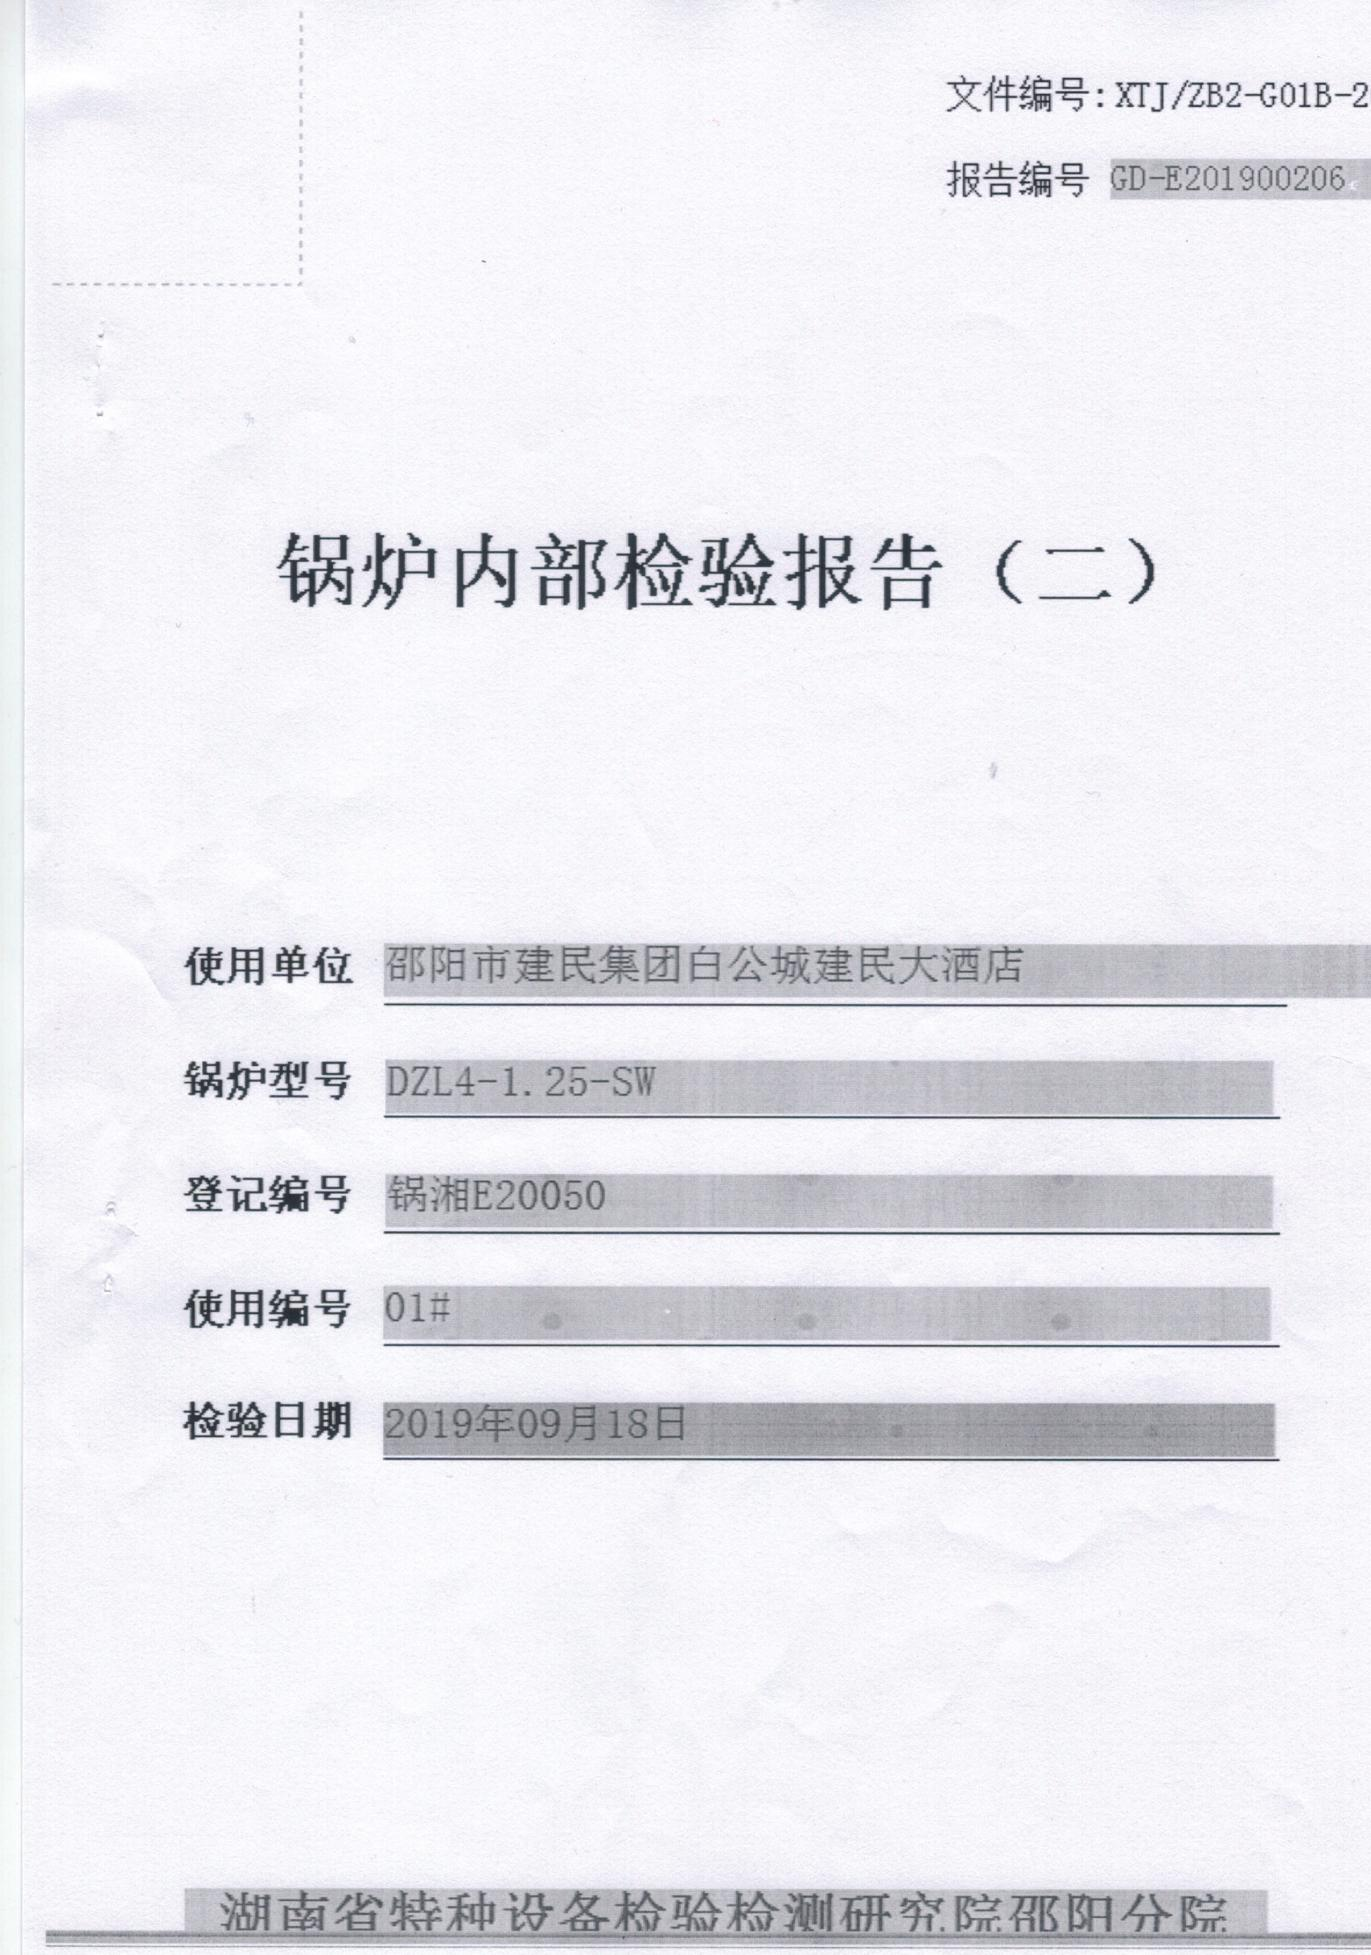 文件编号：XTJ/ZB2-G01B-2
报告编号 GD-E201900206
锅炉内部检验报告（二）
使用单位 邵阳市建民集团白公城建民大酒店
锅炉型号 DZL4-1.25-SW
登记编号 锅湘E20050
使用编号 01#
检验日期 2019年09月18日
湖南省特种设备检验检测研究院邵阳分院